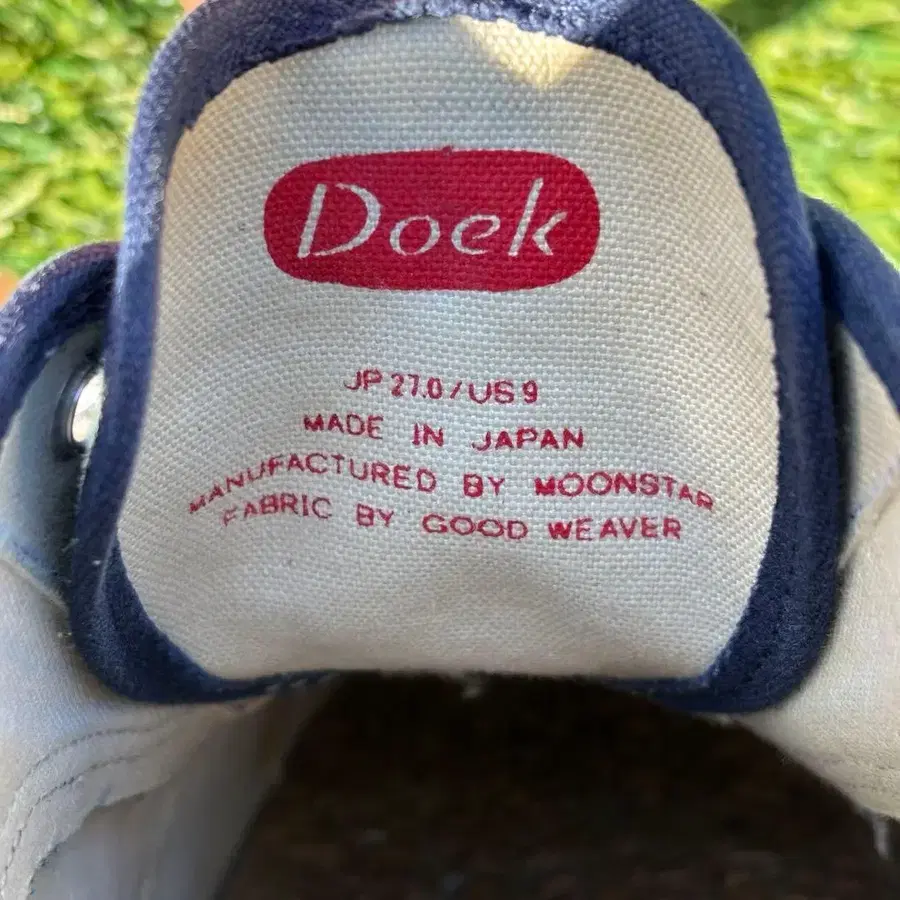 Doek
JP 27.0 / US 9
MADE IN JAPAN
MANUFACTURED BY MOONSTAR
FABRIC BY GOOD WEAVER